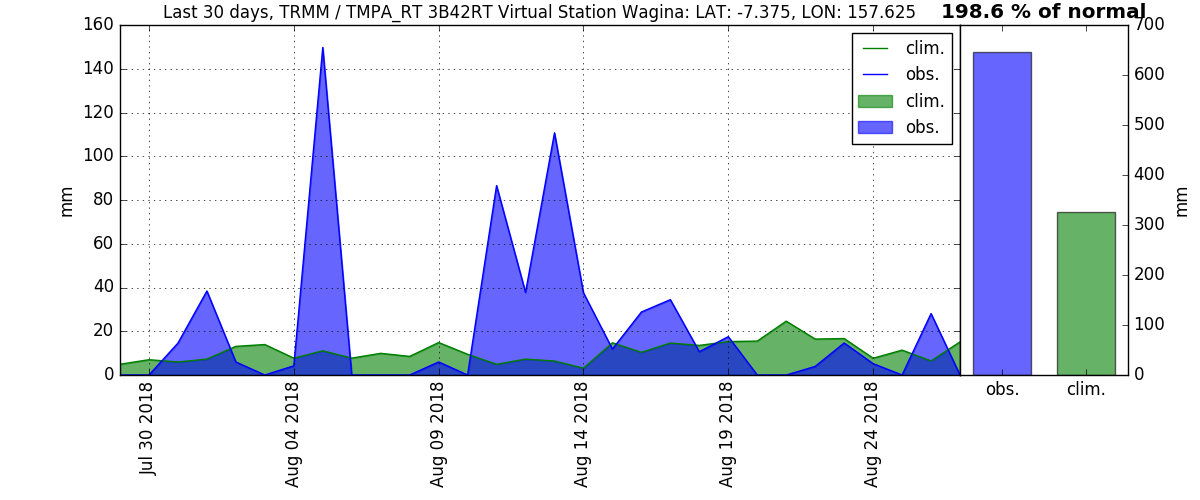 Last 30 days, TRMM / TMPA_RT 3B42RT Virtual Station Wagina: LAT: -7.375, LON: 157.625
198.6 % of normal
160
140
120
100
80
60
40
20
0
mm
clim.
obs.
clim.
obs.
Jul 30 2018
Aug 04 2018
Aug 09 2018
Aug 14 2018
Aug 19 2018
Aug 24 2018
700
600
500
400
300
200
100
0
mm
obs.
clim.